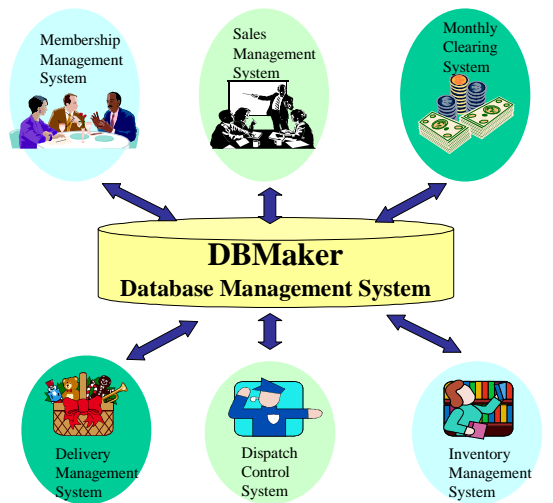 Membership
Management
System
Sales
Management
System
Monthly
Clearing
System
DBMaker
Database Management System
Delivery
Management
System
Dispatch
Control
System
Inventory
Management
System